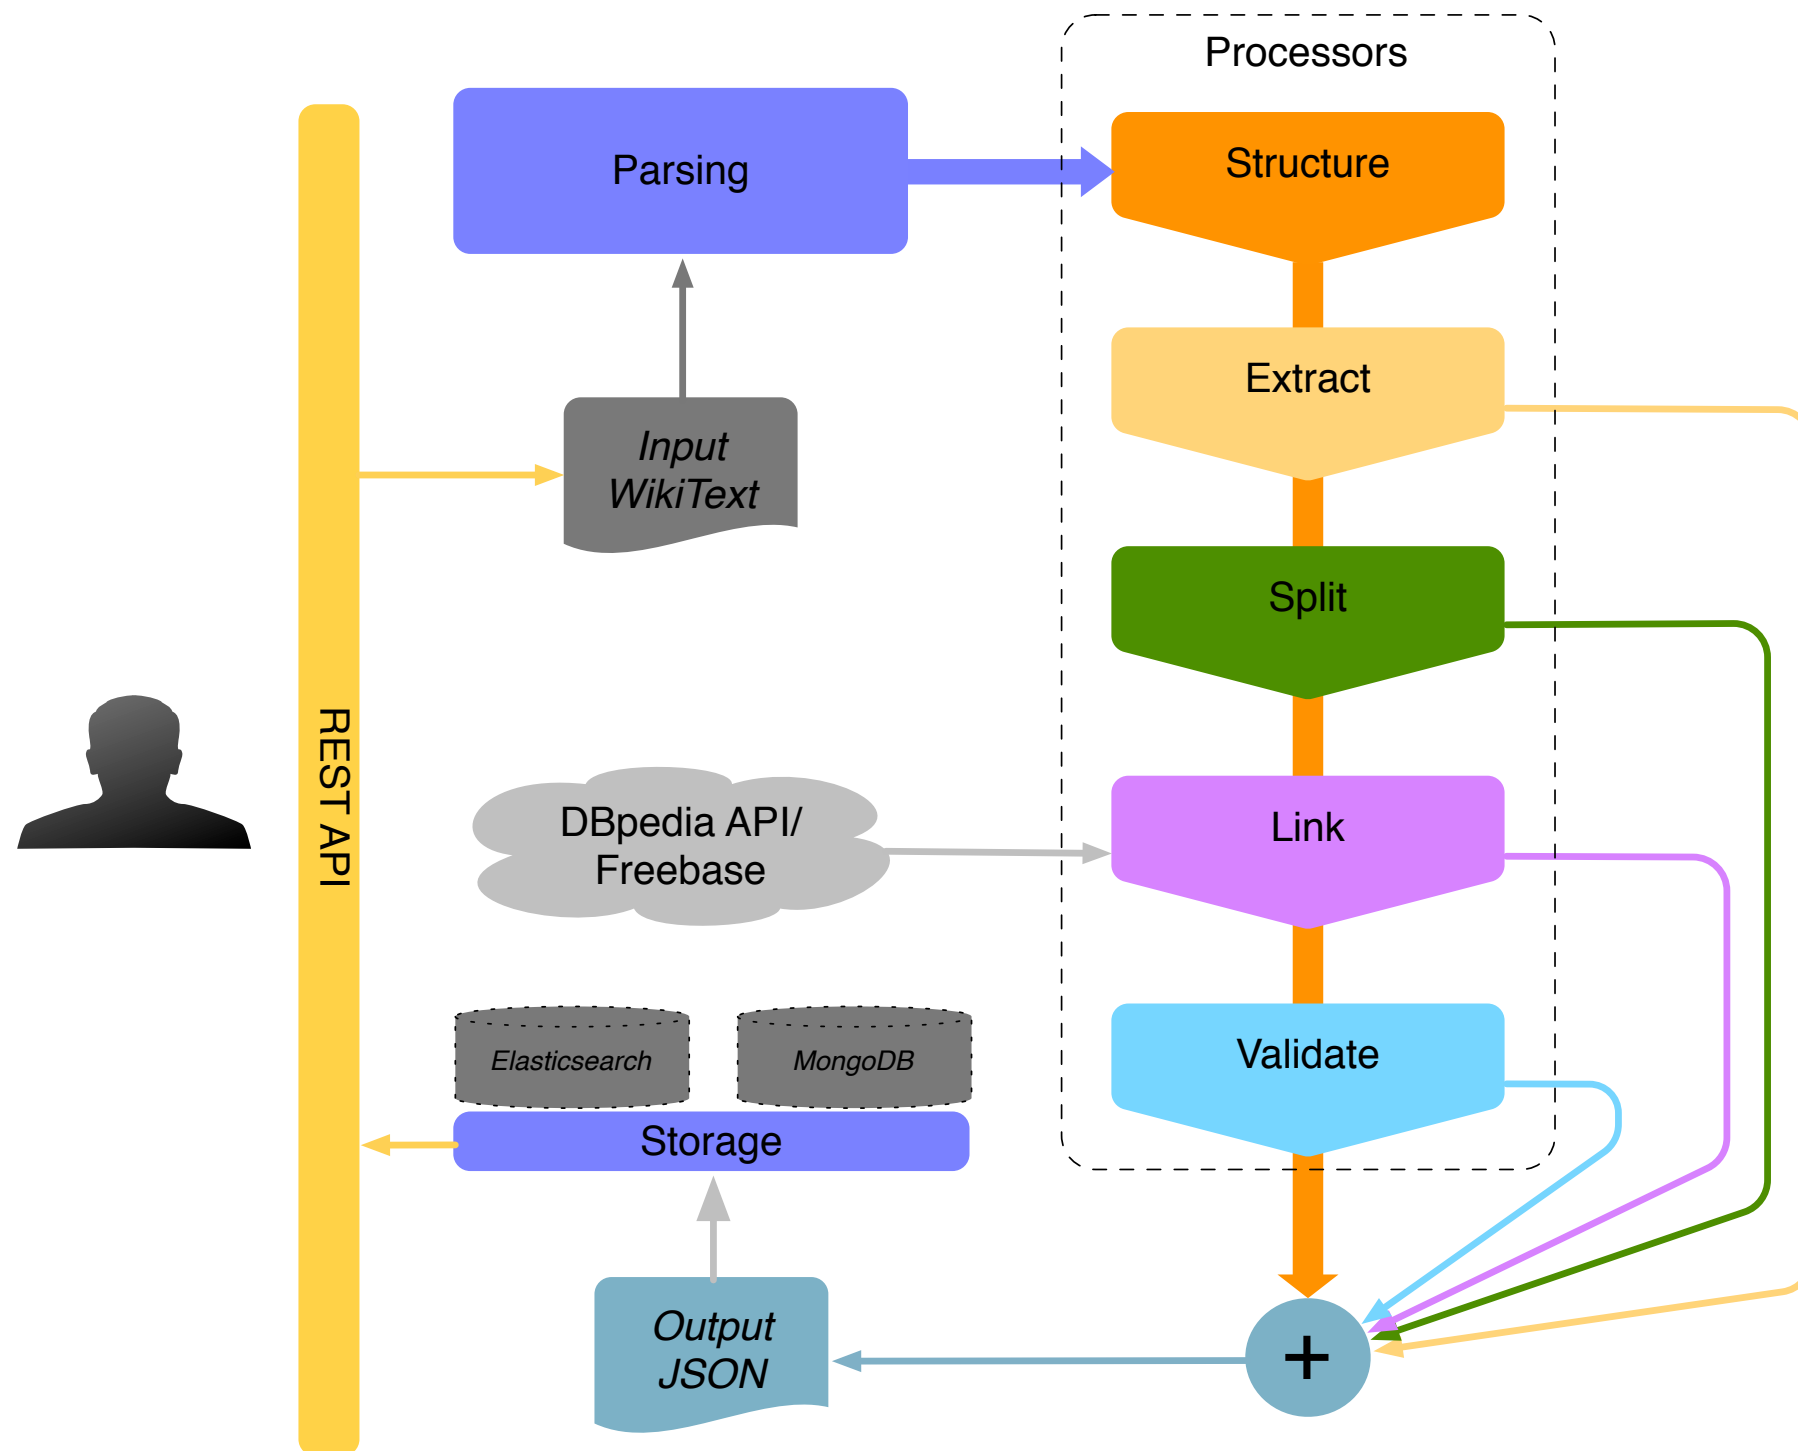 Processors
Parsing
Structure
Extract
Input
WikiText
Split
REST API
DBpedia API/
Freebase
Link
Elasticsearch
MongoDB
Validate
Storage
Output
JSON
+